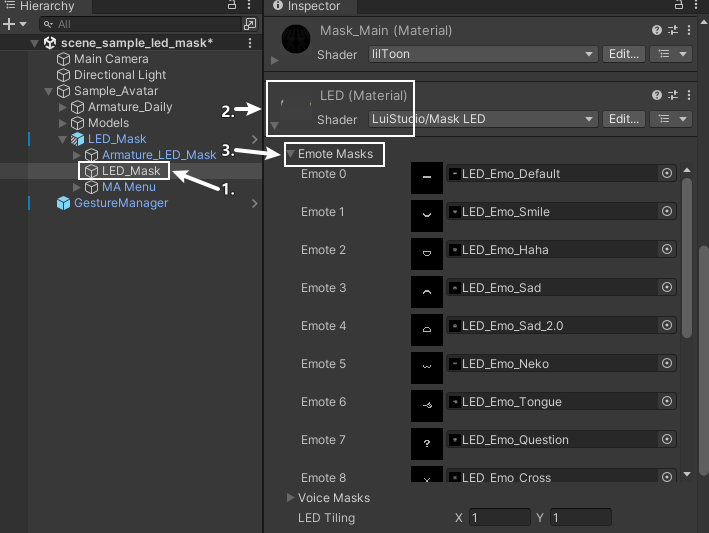 Hierarchy
All
scene_sample_led_mask*
Main Camera
Directional Light
Sample_Avatar
Armature_Daily
Models
LED_Mask
Armature_LED_Mask
LED_Mask
MA Menu
GestureManager
1.
2.
3.
Inspector
Mask_Main (Material)
Shader lilToon Edit...
LED (Material)
Shader LuiStudio/Mask LED Edit...
Emote Masks
Emote 0 LED_Emo_Default
Emote 1 LED_Emo_Smile
Emote 2 LED_Emo_Haha
Emote 3 LED_Emo_Sad
Emote 4 LED_Emo_Sad_2.0
Emote 5 LED_Emo_Neko
Emote 6 LED_Emo_Tongue
Emote 7 LED_Emo_Question
Emote 8 LED_Emo_Cross
Voice Masks
LED Tiling X 1 Y 1